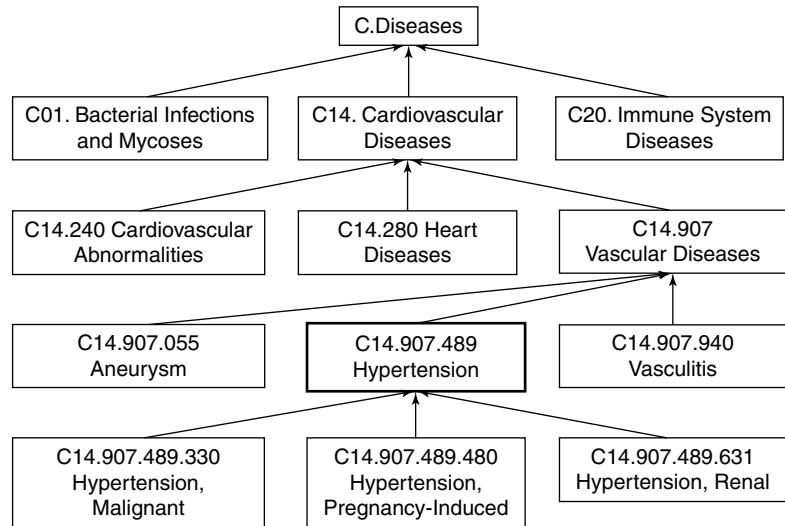 C.Diseases
C01. Bacterial Infections
and Mycoses
C14. Cardiovascular
Diseases
C20. Immune System
Diseases
C14.240 Cardiovascular
Abnormalities
C14.280 Heart
Diseases
C14.907
Vascular Diseases
C14.907.055
Aneurysm
C14.907.489
Hypertension
C14.907.940
Vasculitis
C14.907.489.330
Hypertension,
Malignant
C14.907.489.480
Hypertension,
Pregnancy-Induced
C14.907.489.631
Hypertension, Renal